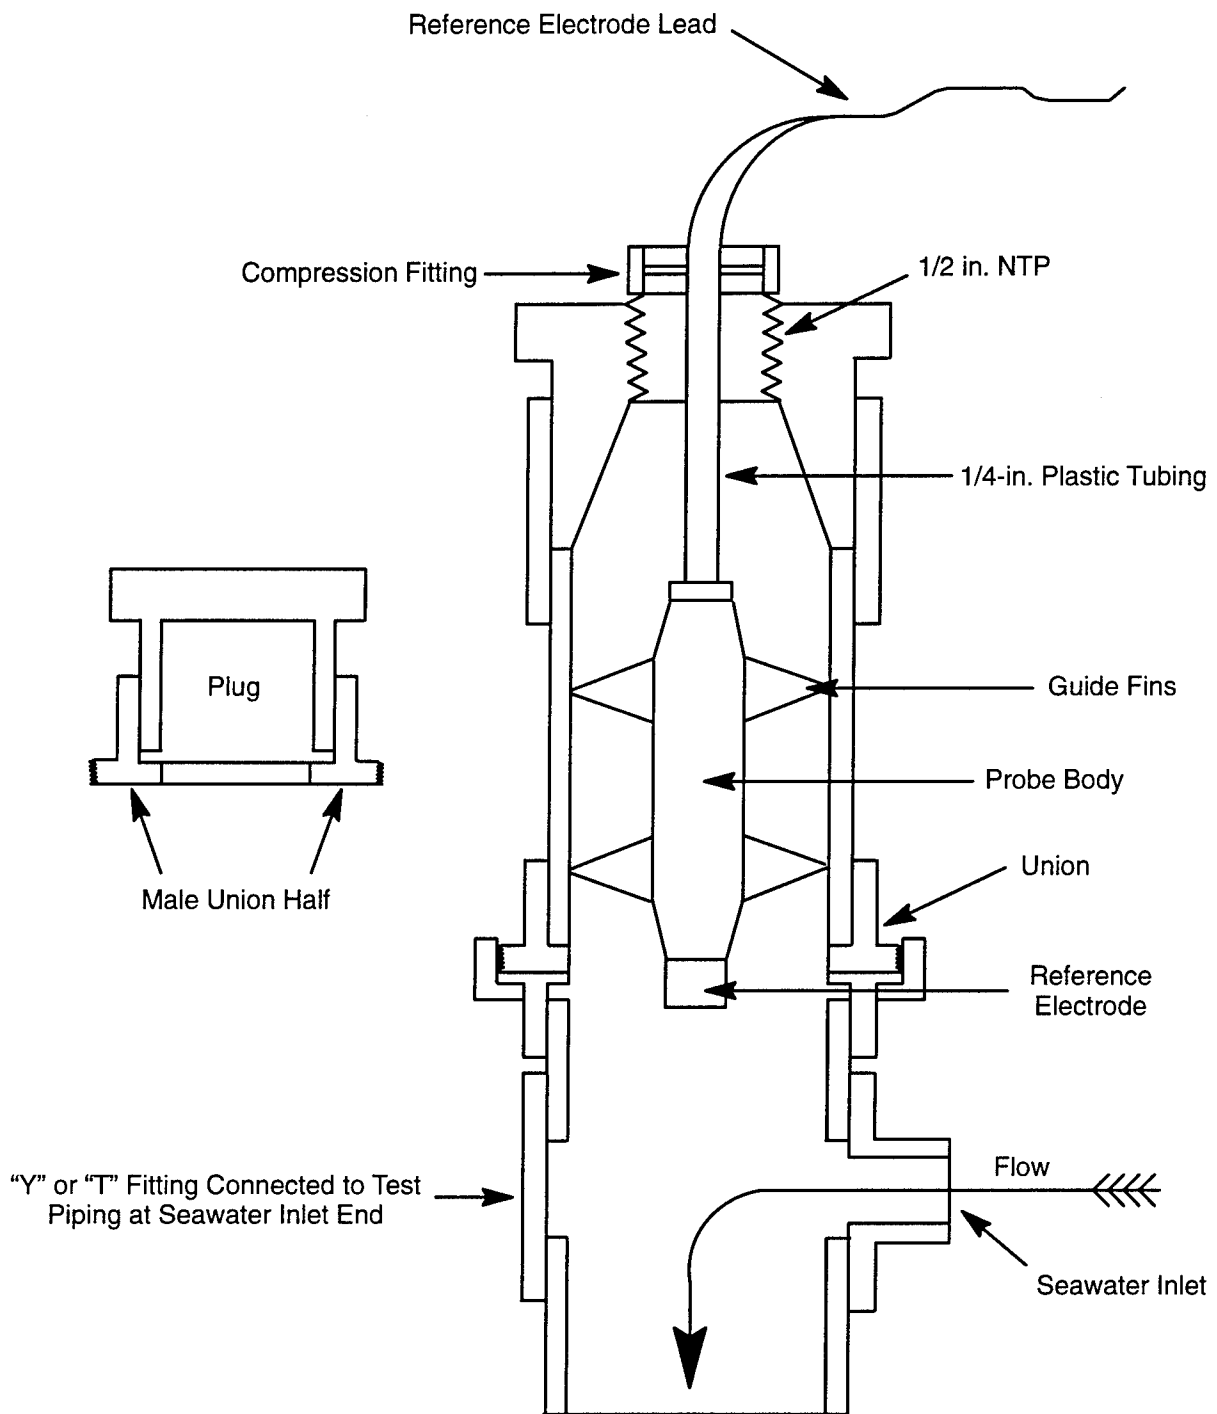 Reference Electrode Lead
Compression Fitting
1/2 in. NTP
1/4-in. Plastic Tubing
Plug
Guide Fins
Probe Body
Male Union Half
Union
Reference
Electrode
"Y" or "T" Fitting Connected to Test
Piping at Seawater Inlet End
Flow
Seawater Inlet